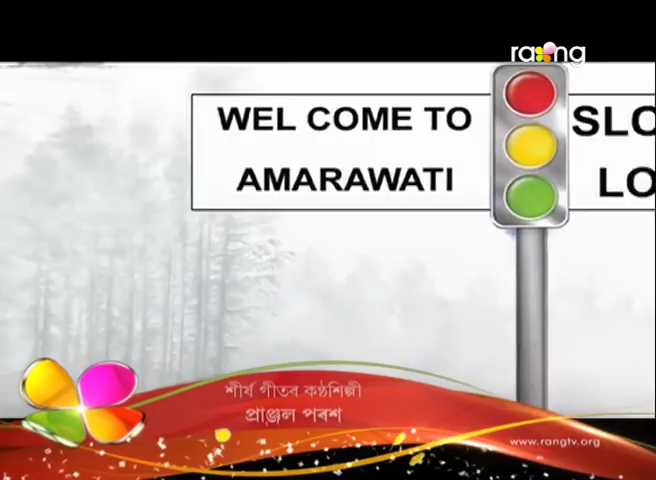 rang
WEL COME TO
SLO
AMARAWATI
LO
শীৰ্ষ গীতৰ কণ্ঠশিল্পী
প্ৰাঞ্জল পৰশ
www.rangtv.org